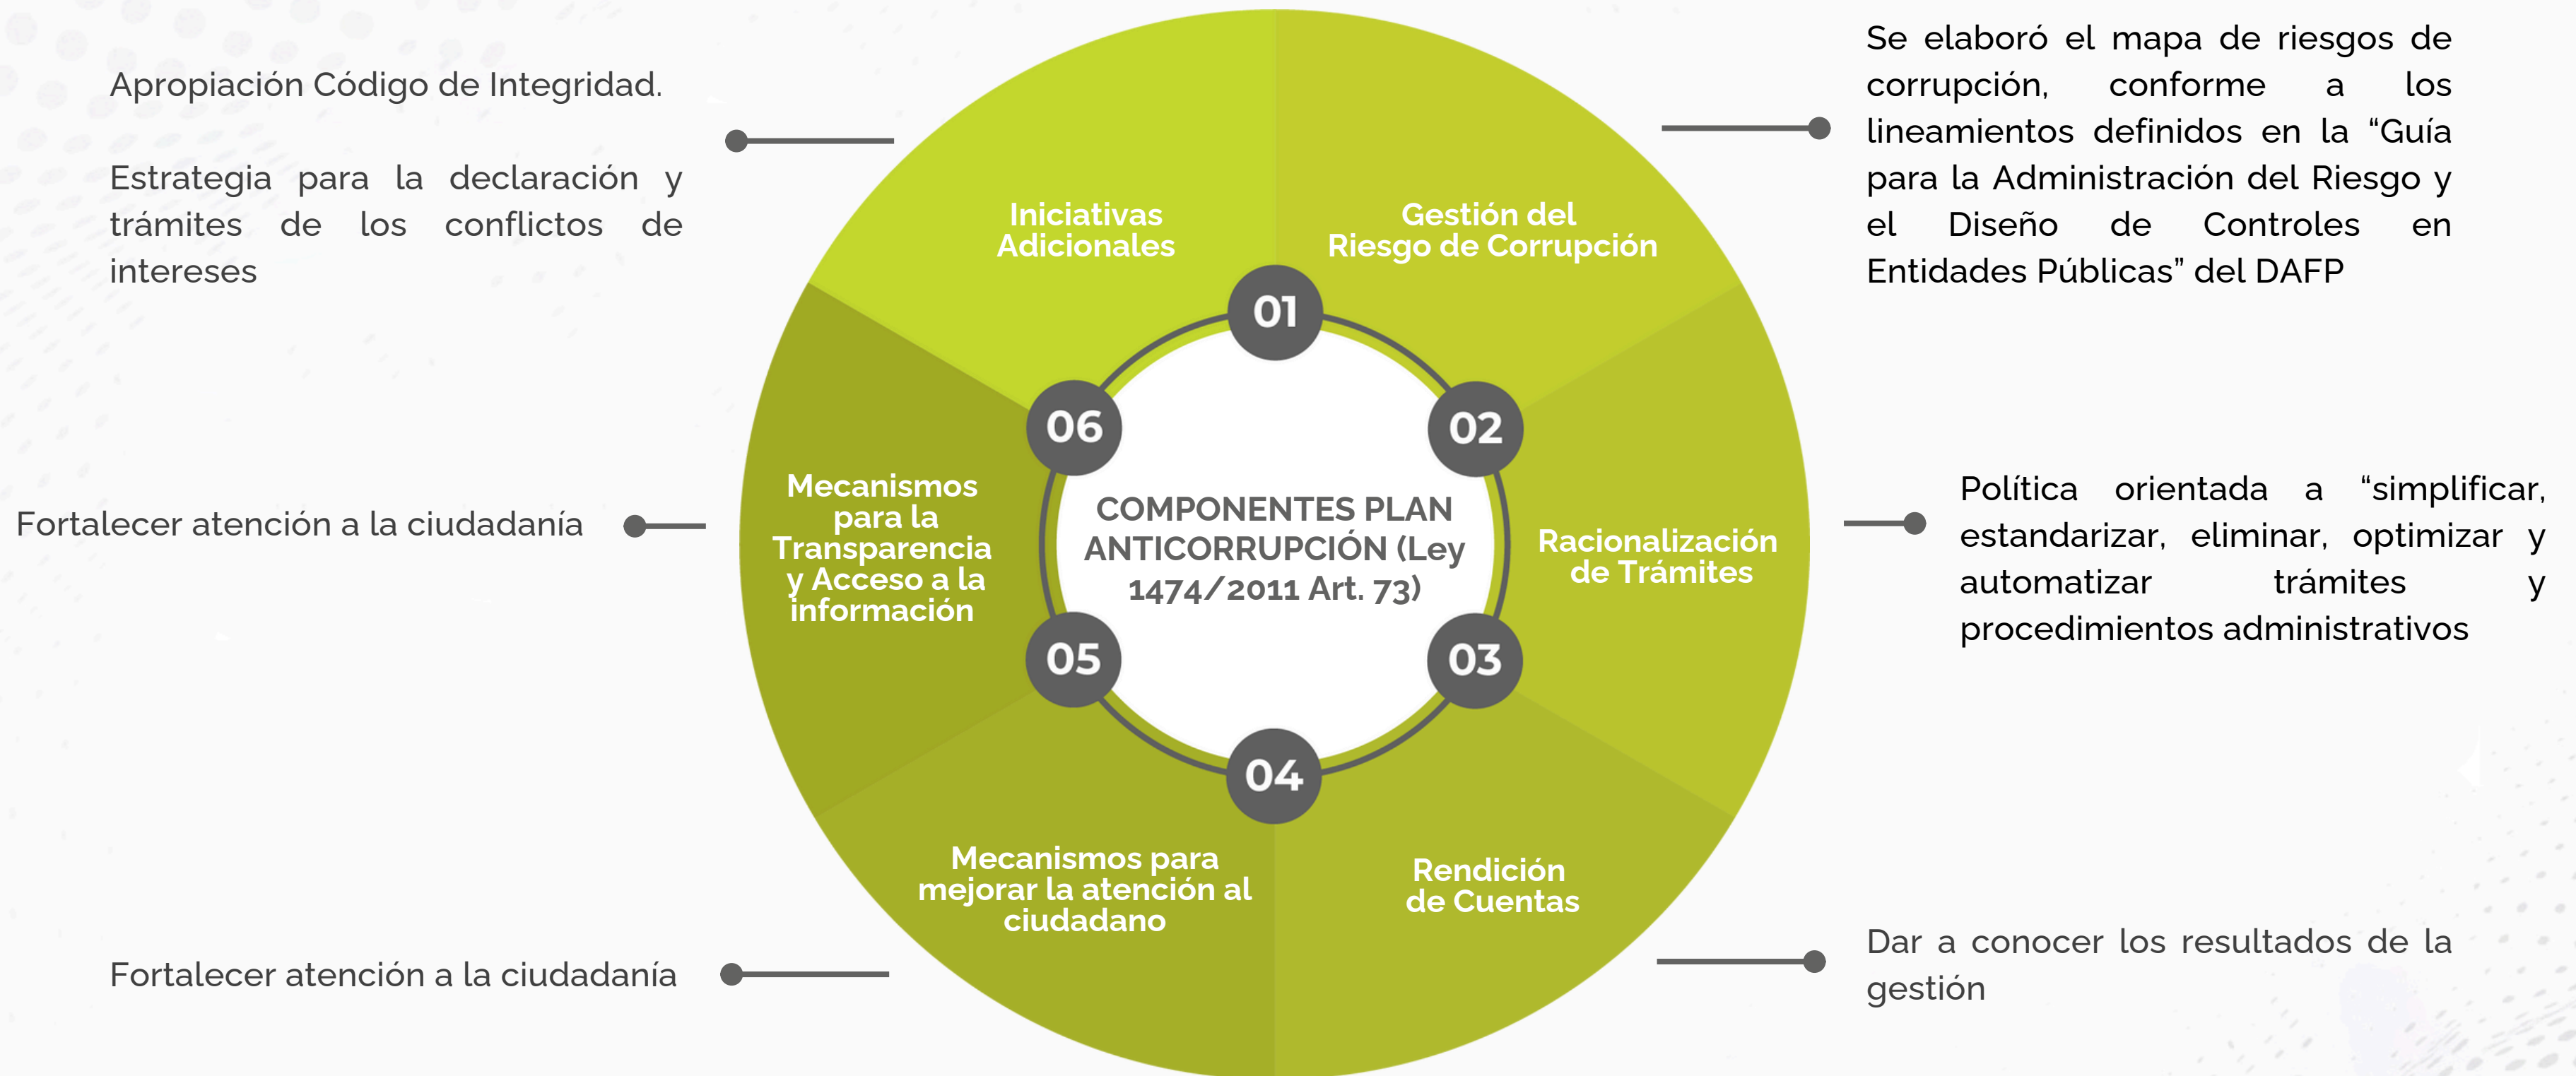 Apropiación Código de Integridad.
Estrategia para la declaración y
trámites de los conflictos de
intereses
Fortalecer atención a la ciudadanía
Fortalecer atención a la ciudadanía
Iniciativas
Adicionales
Gestión del
Riesgo de Corrupción
Mecanismos
para la
Transparencia
y Acceso a la
información
Racionalización
de Trámites
Mecanismos para
mejorar la atención al
ciudadano
Rendición
de Cuentas
01
02
03
04
05
06
COMPONENTES PLAN
ANTICORRUPCIÓN (Ley
1474/2011 Art. 73)
Se elaboró el mapa de riesgos de
corrupción, conforme a los
lineamientos definidos en la “Guía
para la Administración del Riesgo y
el Diseño de Controles en
Entidades Públicas” del DAFP
Política orientada a “simplificar,
estandarizar, eliminar, optimizar y
automatizar trámites y
procedimientos administrativos
Dar a conocer los resultados de la
gestión